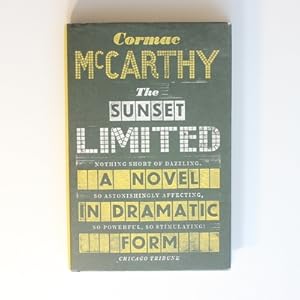 Cormac
McCARTHY
The
SUNSET
LIMITED
NOTHING SHORT OF DAZZLING.
A NOVEL
SO ASTONISHINGLY AFFECTING,
IN DRAMATIC
SO POWERFUL, SO STIMULATING!
FORM
CHICAGO TRIBUNE